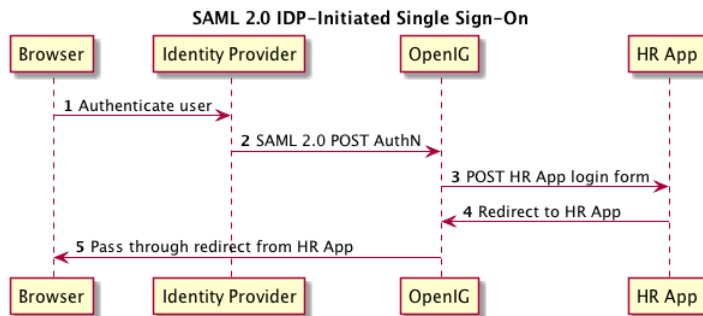 SAML 2.0 IDP-Initiated Single Sign-On
Browser Identity Provider OpenIG HR App
1 Authenticate user
2 SAML 2.0 POST AuthN
3 POST HR App login form
4 Redirect to HR App
5 Pass through redirect from HR App
Browser Identity Provider OpenIG HR App